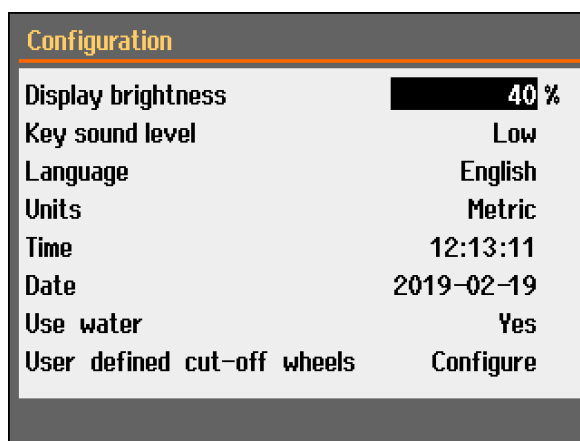 Configuration
Display brightness 40 %
Key sound level Low
Language English
Units Metric
Time 12:13:11
Date 2019-02-19
Use water Yes
User defined cut-off wheels Configure